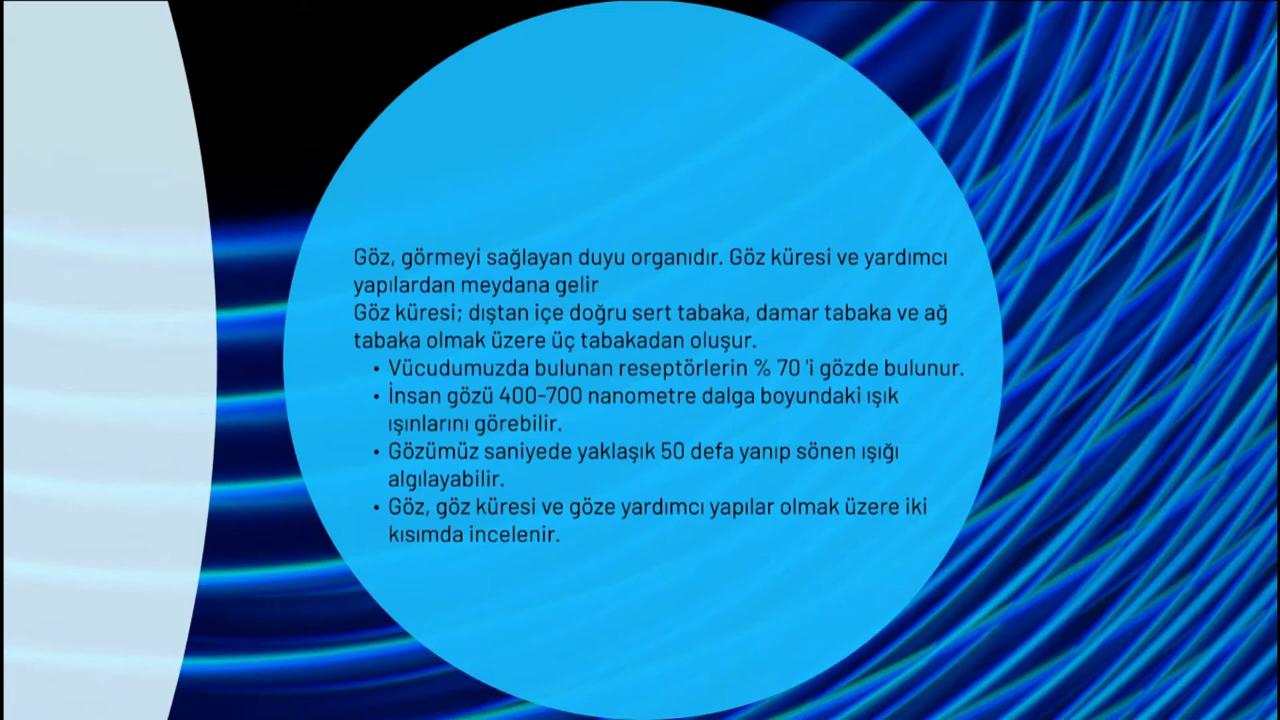 Göz, görmeyi sağlayan duyu organıdır. Göz küresi ve yardımcı
yapılardan meydana gelir
Göz küresi; dıştan içe doğru sert tabaka, damar tabaka ve ağ
tabaka olmak üzere üç tabakadan oluşur.
• Vücudumuzda bulunan reseptörlerin % 70 'i gözde bulunur.
• İnsan gözü 400-700 nanometre dalga boyundaki ışık
ışınlarını görebilir.
• Gözümüz saniyede yaklaşık 50 defa yanıp sönen ışığı
algılayabilir.
• Göz, göz küresi ve göze yardımcı yapılar olmak üzere iki
kısımda incelenir.